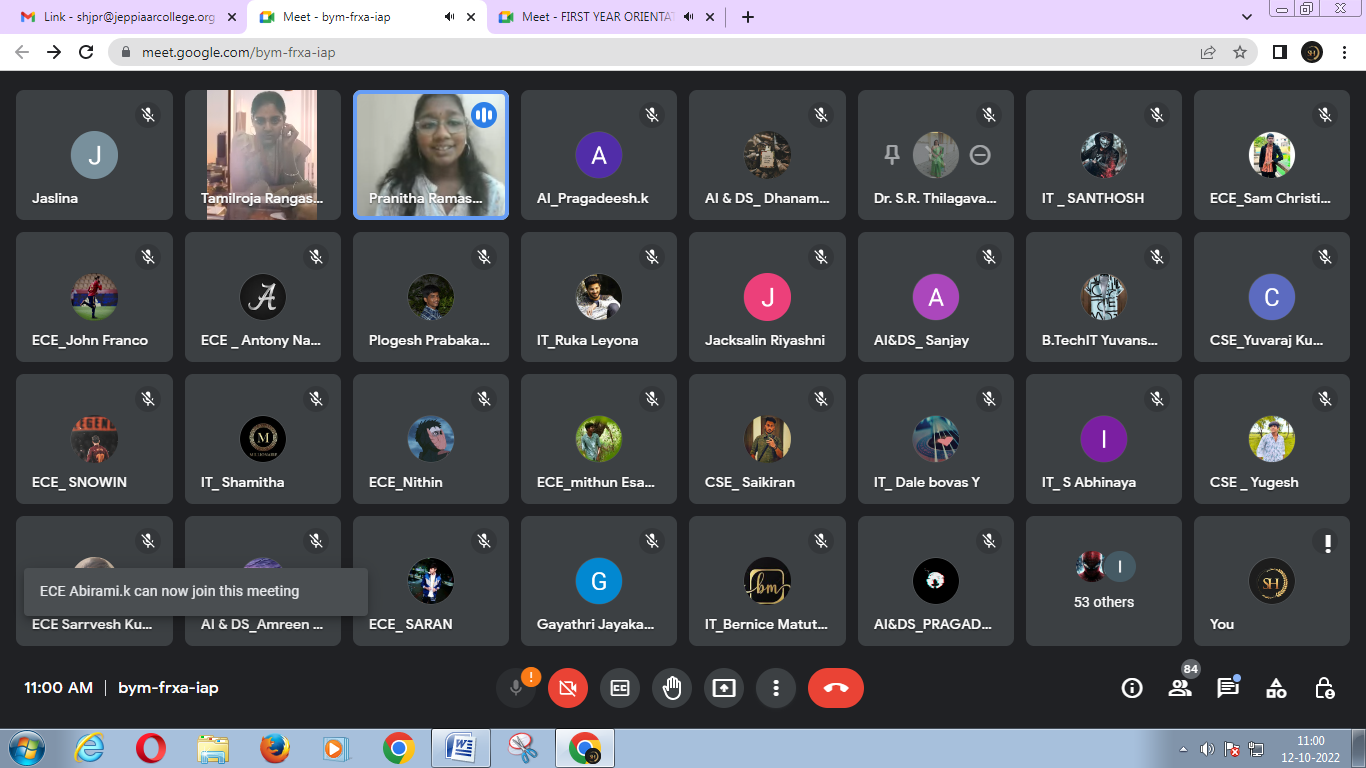 Link - shjpr@jeppiaarcollege.org
Meet - bym-frxa-iap
Meet - FIRST YEAR ORIENTAT
meet.google.com/bym-frxa-iap
SH
J
Jaslina
Tamilroja Rangas...
Pranitha Ramas...
A
AI_Pragadeesh.k
AI & DS_ Dhanam...
Dr. S.R. Thilagava...
IT _ SANTHOSH
ECE_Sam Christi...
ECE_John Franco
A
ECE _ Antony Na...
Plogesh Prabaka...
IT_Ruka Leyona
J
Jacksalin Riyashni
A
AI&DS_ Sanjay
B.TechIT Yuvans...
C
CSE_Yuvaraj Ku...
ECE_ SNOWIN
M
IT_ Shamitha
ECE_Nithin
ECE_mithun Esa...
CSE_ Saikiran
IT_ Dale bovas Y
I
IT_ S Abhinaya
CSE _ Yugesh
ECE Abirami.k can now join this meeting
ECE Sarrvesh Ku...
AI & DS_Amreen ...
ECE_ SARAN
G
Gayathri Jayaka...
bm
IT_Bernice Matut...
AI&DS_PRAGAD...
I
53 others
SH
You
11:00 AM | bym-frxa-iap
84
11:00
12-10-2022